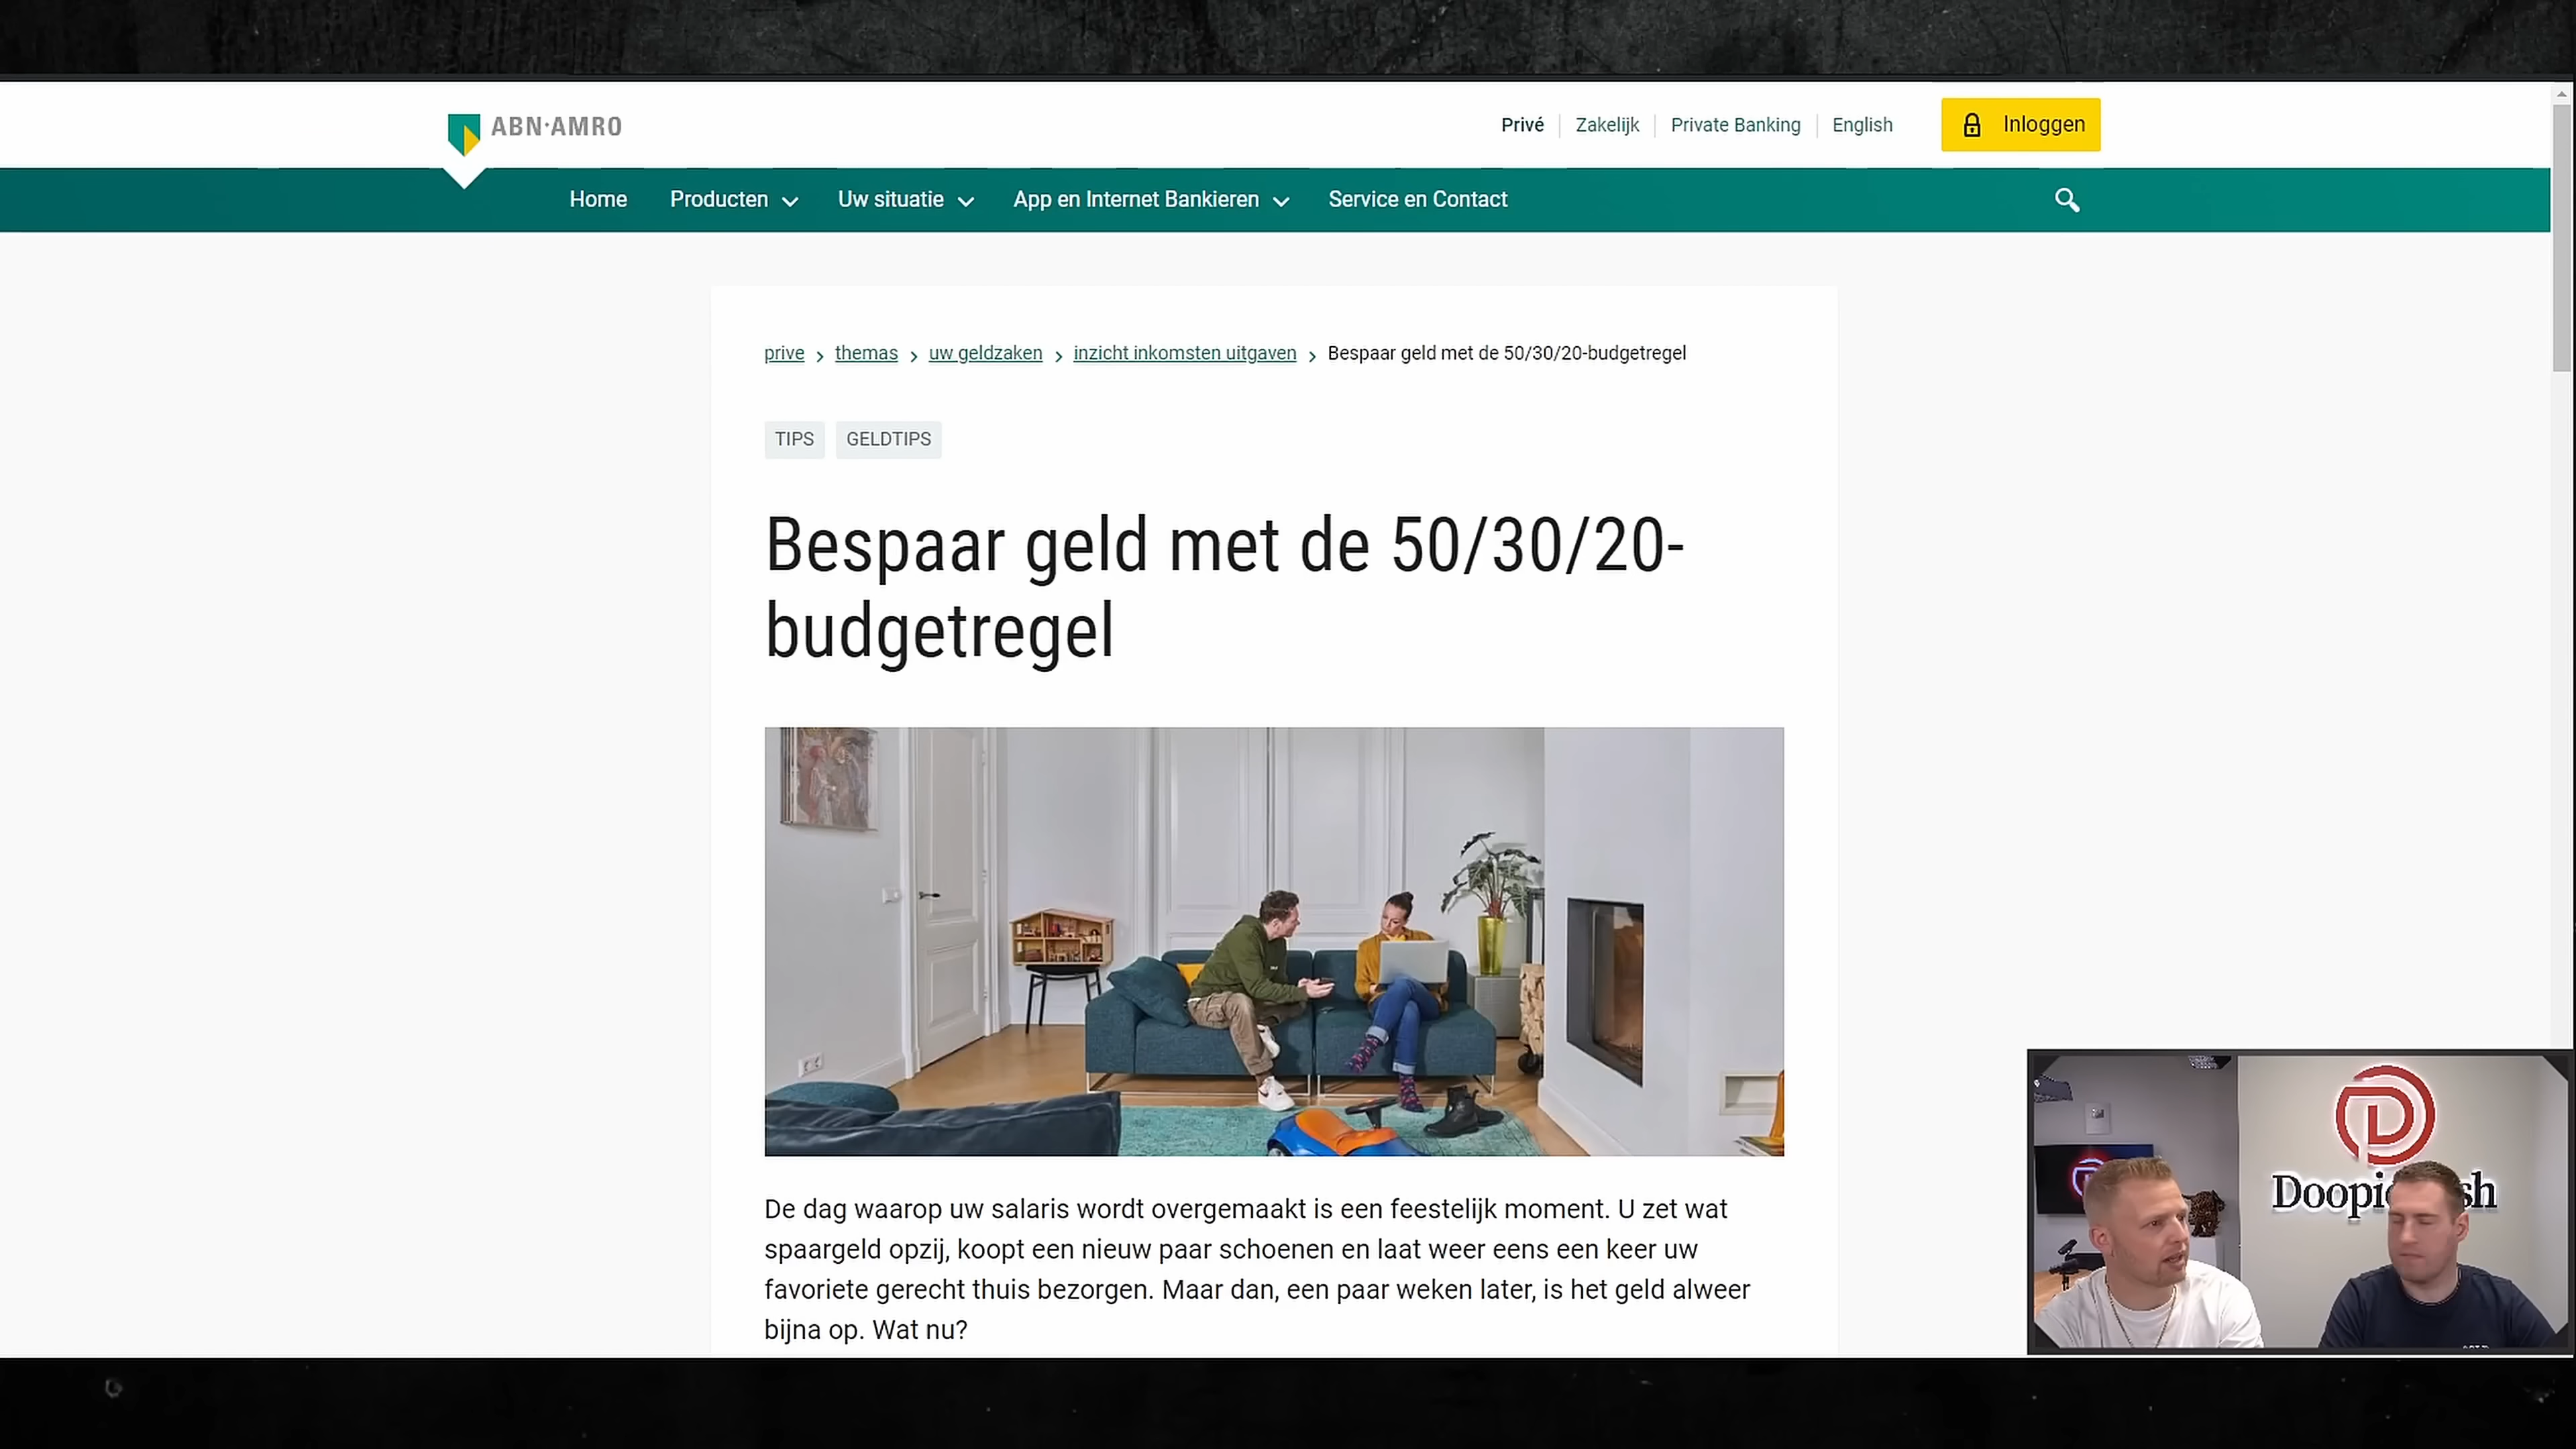 ABN·AMRO
Privé
Zakelijk
Private Banking
English
Inloggen
Home
Producten
Uw situatie
App en Internet Bankieren
Service en Contact
prive > themas > uw geldzaken > inzicht inkomsten uitgaven > Bespaar geld met de 50/30/20-budgetregel
TIPS
GELDTIPS
Bespaar geld met de 50/30/20-
budgetregel
De dag waarop uw salaris wordt overgemaakt is een feestelijk moment. U zet wat
spaargeld opzij, koopt een nieuw paar schoenen en laat weer eens een keer uw
favoriete gerecht thuis bezorgen. Maar dan, een paar weken later, is het geld alweer
bijna op. Wat nu?